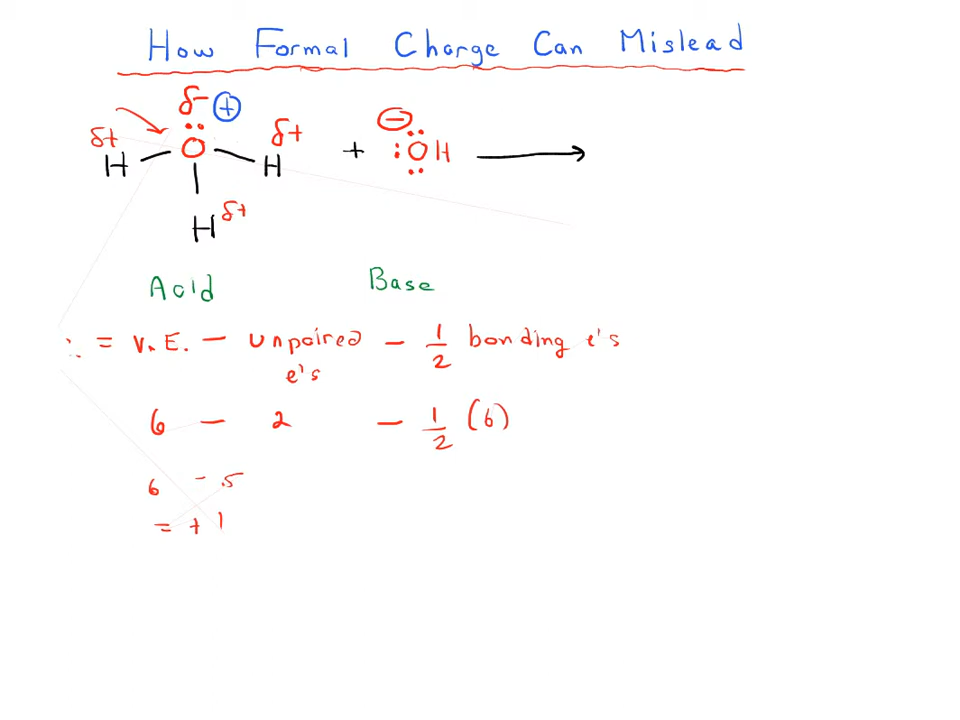 How Formal Charge Can Mislead
δ- +
δ+ H O H δ+ + - :OH
H δ+
Acid Base
= V.E. - unpaired e's - 1/2 bonding e's
6 - 2 - 1/2 (6)
6 - 5
= + 1